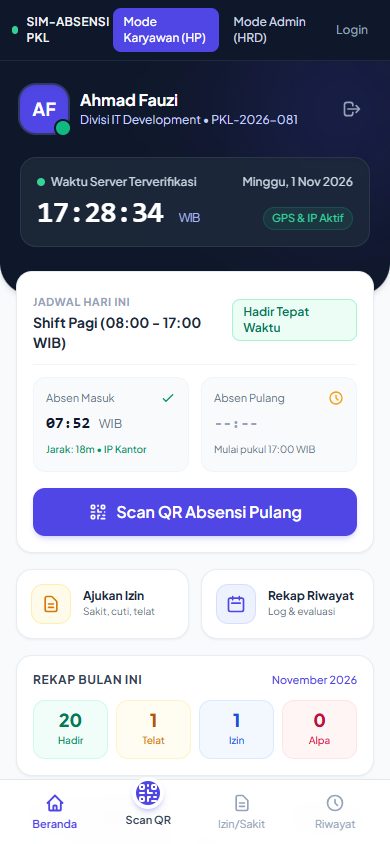 SIM-ABSENSI PKL
Mode Karyawan (HP)
Mode Admin (HRD)
Login
AF
Ahmad Fauzi
Divisi IT Development • PKL-2026-081
Waktu Server Terverifikasi
Minggu, 1 Nov 2026
17:28:34 WIB
GPS & IP Aktif
JADWAL HARI INI
Shift Pagi (08:00 - 17:00 WIB)
Hadir Tepat Waktu
Absen Masuk
07:52 WIB
Jarak: 18m • IP Kantor
Absen Pulang
--:--
Mulai pukul 17:00 WIB
Scan QR Absensi Pulang
Ajukan Izin
Sakit, cuti, telat
Rekap Riwayat
Log & evaluasi
REKAP BULAN INI
November 2026
20
Hadir
1
Telat
1
Izin
0
Alpa
Beranda
Scan QR
Izin/Sakit
Riwayat